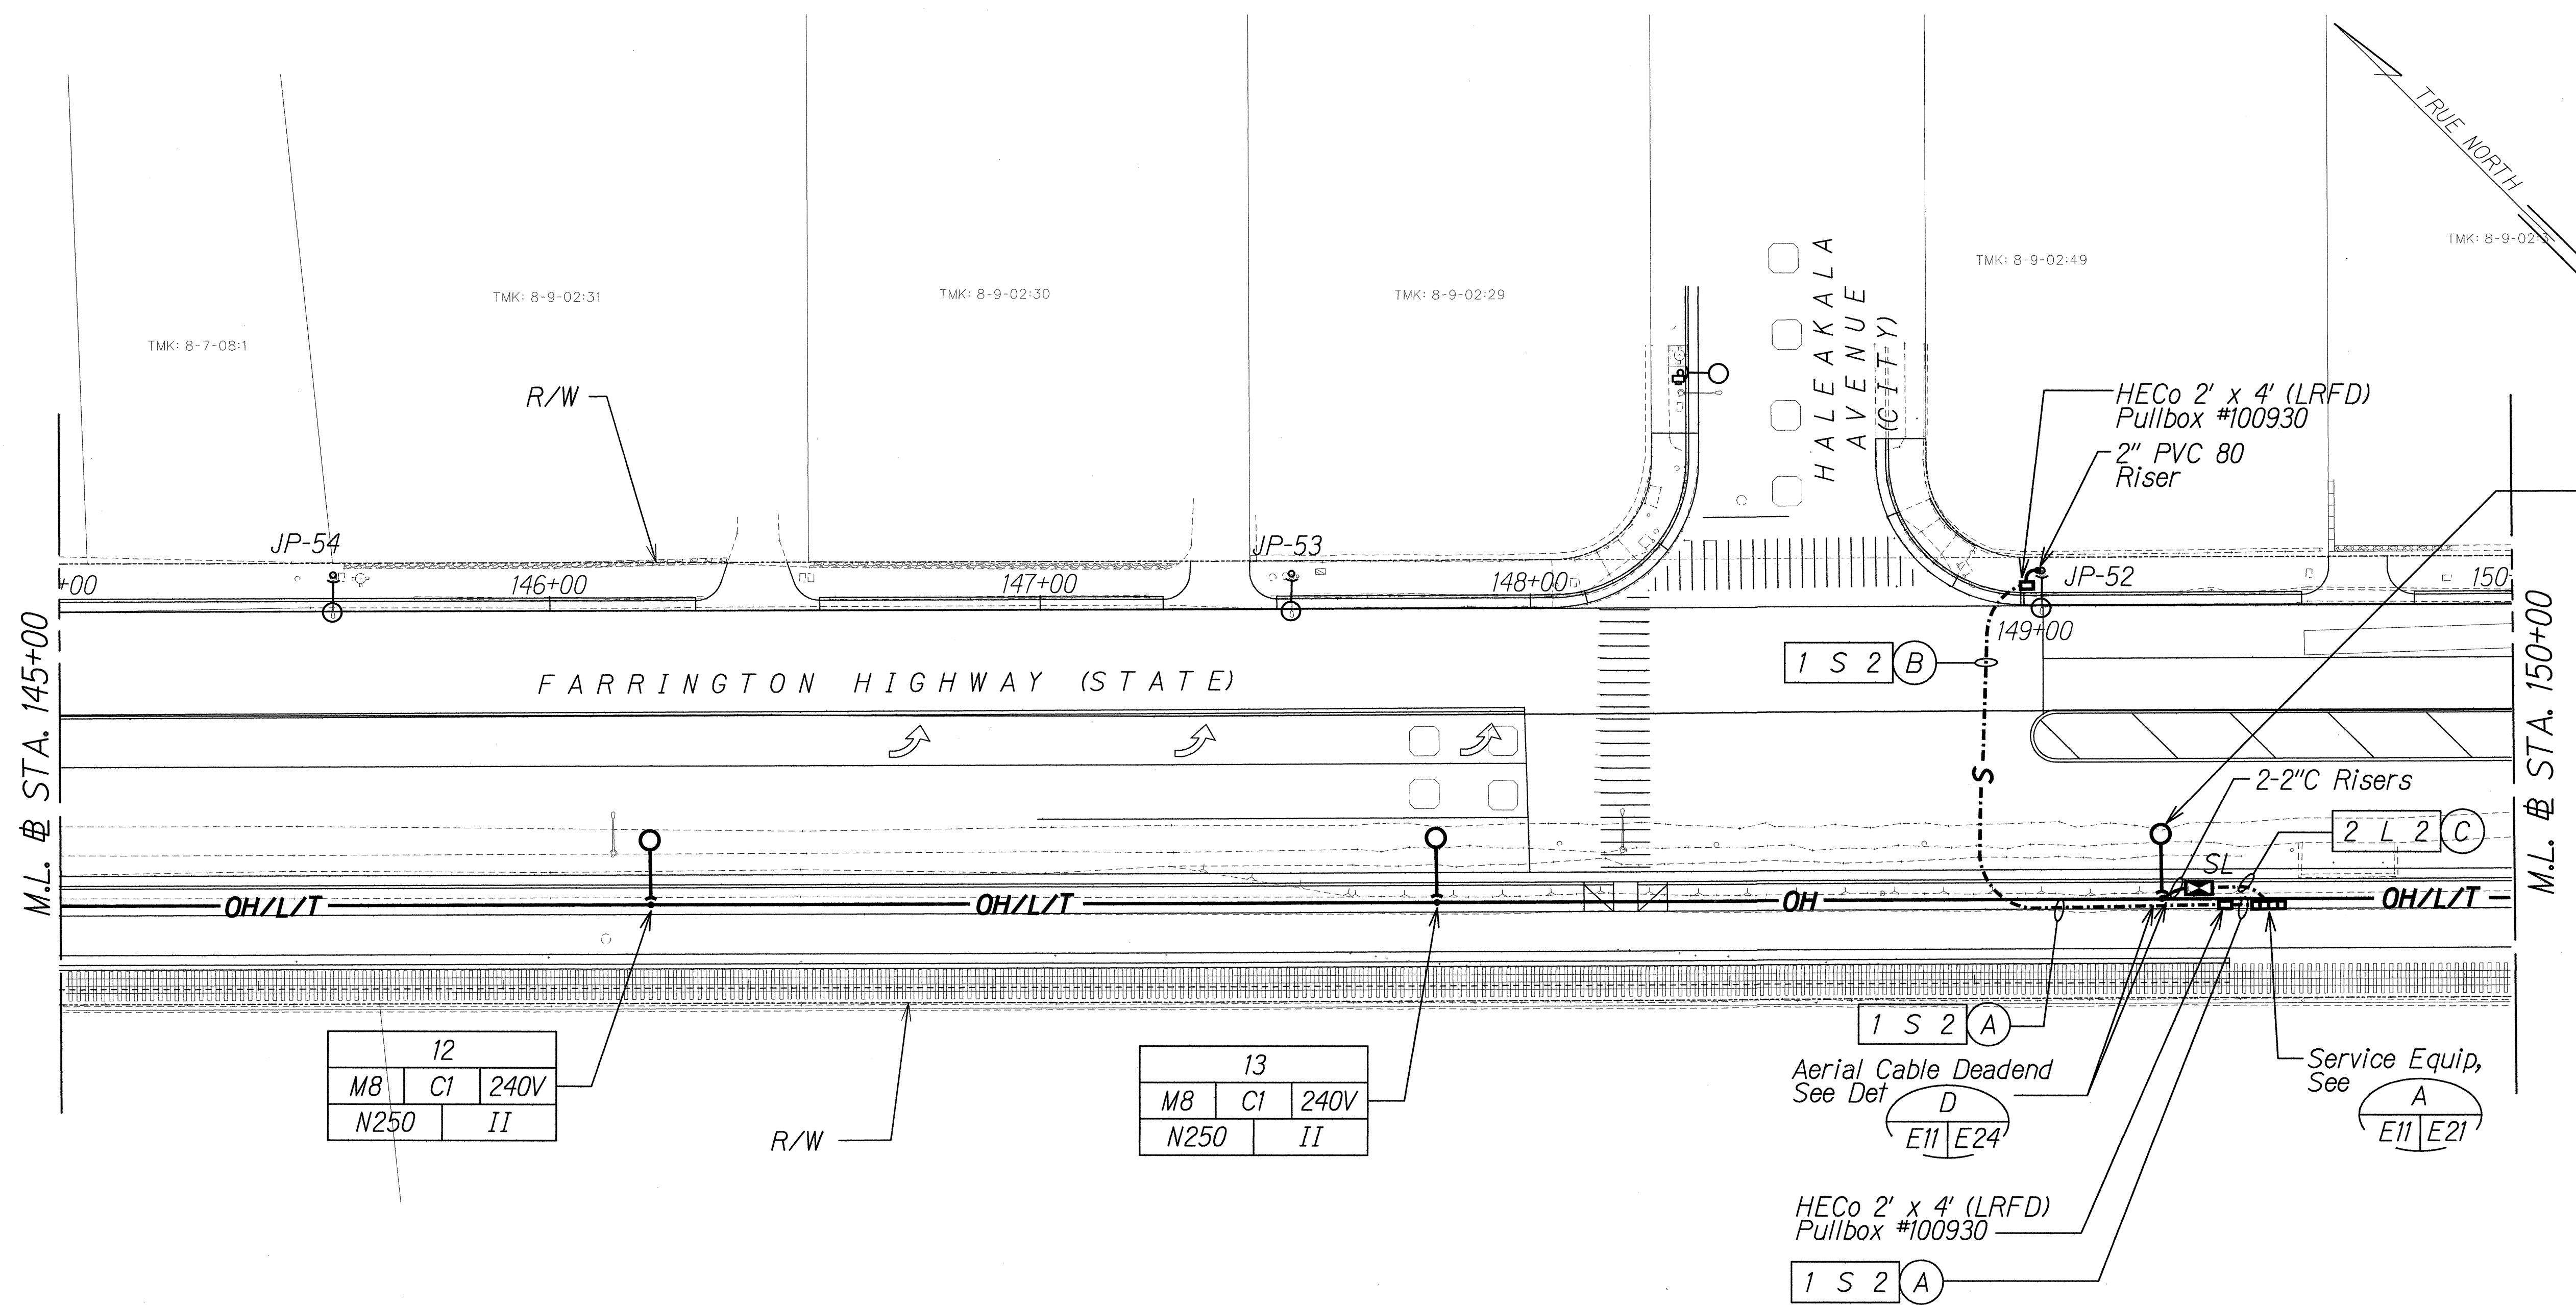 TRUE NORTH
TMK: 8-7-08:1
TMK: 8-9-02:31
TMK: 8-9-02:30
TMK: 8-9-02:29
TMK: 8-9-02:49
HALEAKALA
AVENUE
(CITY)
R/W
HECo 2' x 4' (LRFD)
Pullbox #100930
2" PVC 80
Riser
JP-54
JP-53
JP-52
+00
146+00
147+00
148+00
149+00
150
M.L. ℄ STA. 145+00
M.L. ℄ STA. 150+00
FARRINGTON HIGHWAY (STATE)
1 S 2 B
S
2-2"C Risers
2 L 2 C
SL
OH/L/T
OH/L/T
OH
OH/L/T
12
M8 C1 240V
N250 II
R/W
13
M8 C1 240V
N250 II
1 S 2 A
Aerial Cable Deadend
See Det
D
E11 E24
Service Equip,
See
A
E11 E21
HECo 2' x 4' (LRFD)
Pullbox #100930
1 S 2 A